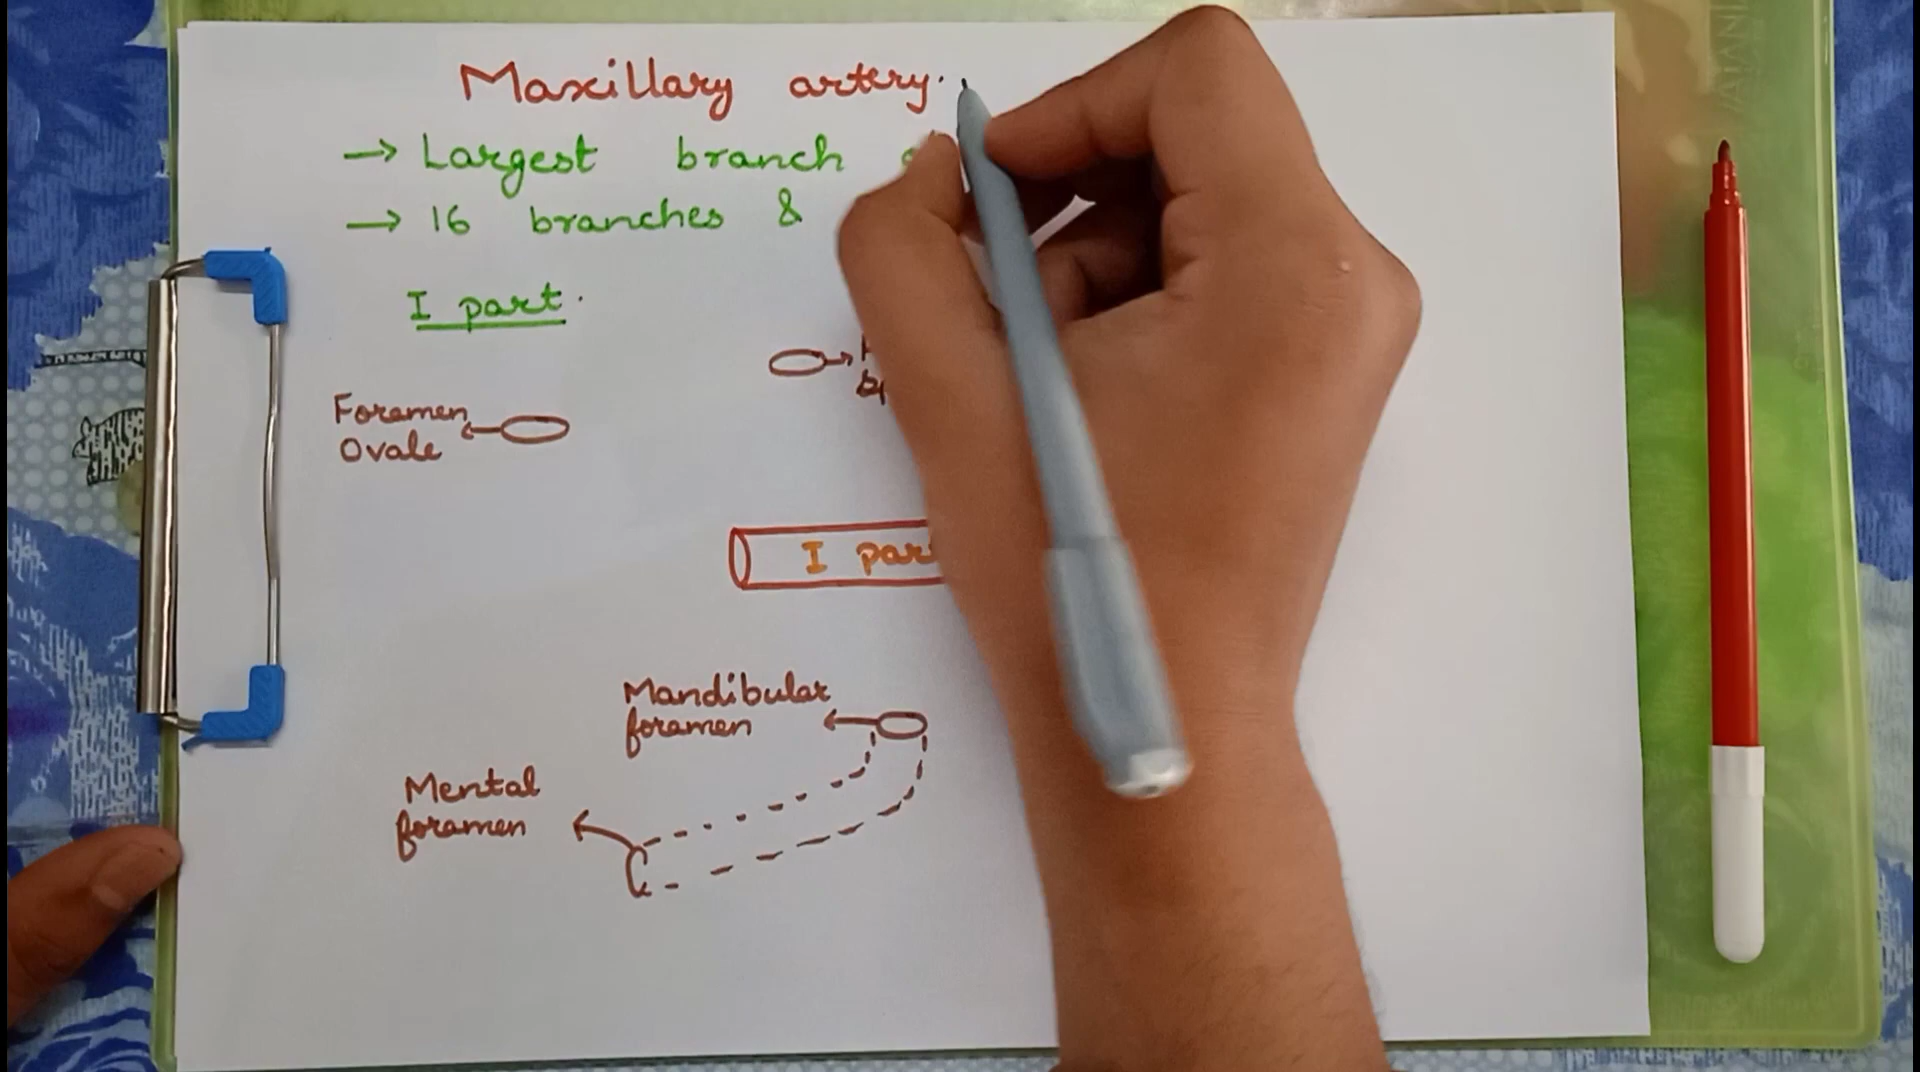 Maxillary artery.
→ Largest branch
→ 16 branches &
I part.
Foramen
Ovale
I part
Mandibular
foramen
Mental
foramen